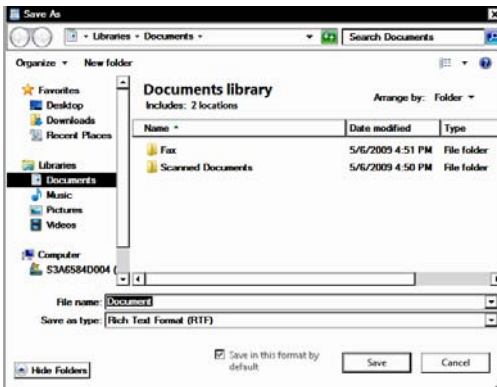 Save As
Libraries Documents
Search Documents
Organize New folder
Favorites
Desktop
Downloads
Recent Places
Libraries
Documents
Music
Pictures
Videos
Computer
S3A6584D004 (
Documents library
Includes: 2 locations
Arrange by: Folder
Name Date modified Type
Fax 5/6/2009 4:51 PM File folder
Scanned Documents 5/6/2009 4:50 PM File folder
File name: Document
Save as type: Rich Text Format (RTF)
Save in this format by
default
Save Cancel
Hide Folders